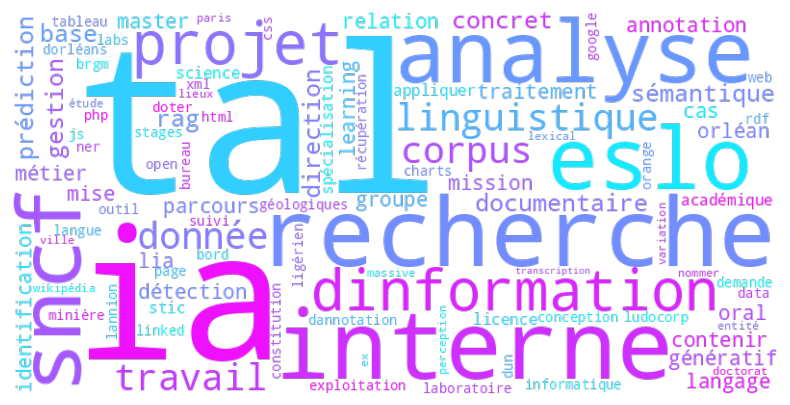 tableau master paris css relation concret google annotation
base labs projet analyse
dorléans brgm science web
prédiction gestion xml lieux tal appliquer traitement sémantique
étude doter rag direction spécialisation learning récupération linguistique cas rdf
php html js stages lexical orléan
ner open bureau charts corpus eslo orange
métier mission
mise parcours géologiques groupe documentaire académique
outil suivi recherche
langue donnée variation
sncf ville lia bord ligérien
identification page massive transcription nommer demande
wikipédia détection dinformation data
minière stic ia constitution dannotation licence conception ludocorp oral
lannion linked interne entité
perception contenir
dun génératif
travail ex doctorat
exploitation laboratoire informatique langage